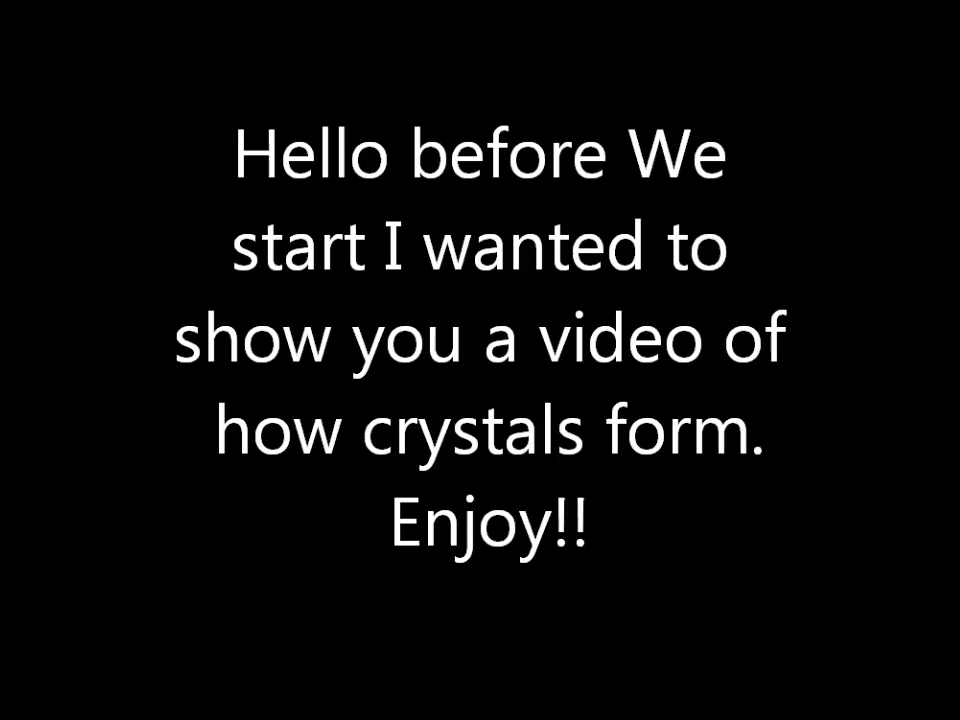 Hello before We
start I wanted to
show you a video of
how crystals form.
Enjoy!!